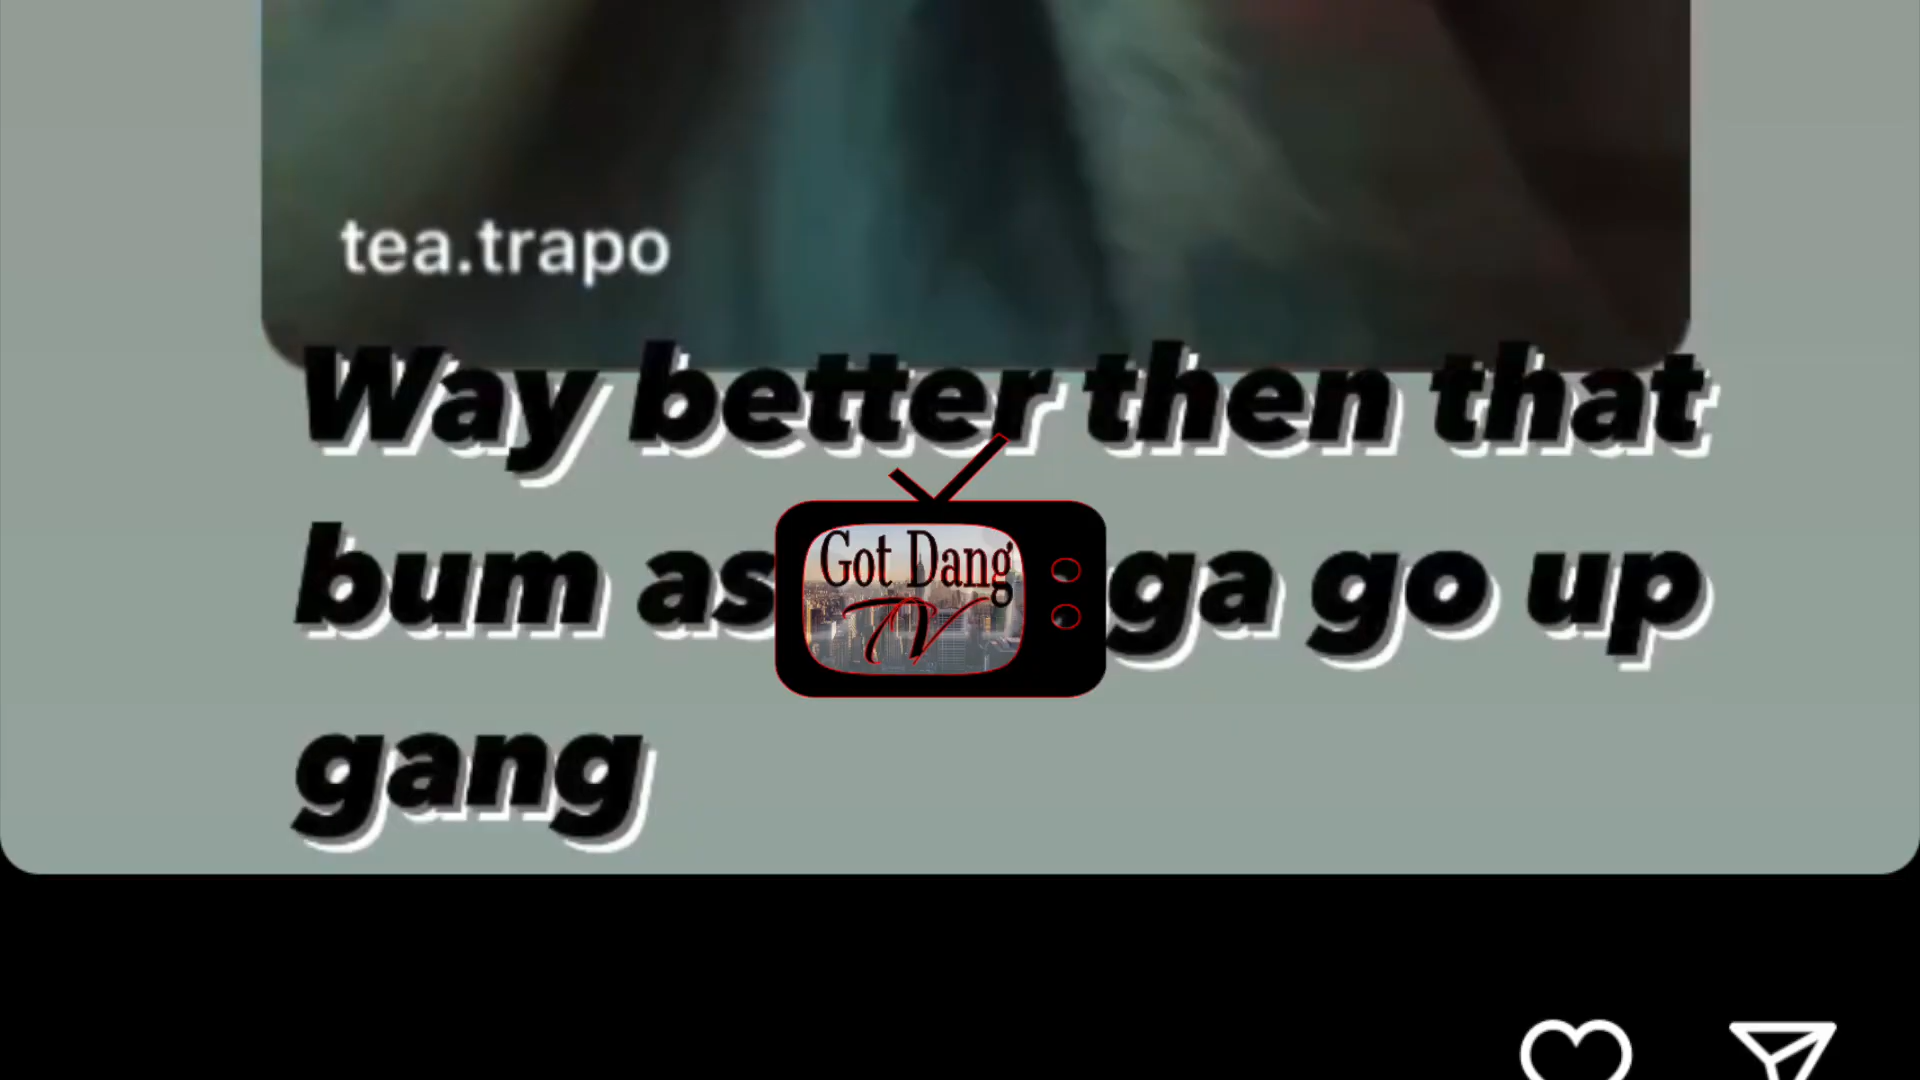 tea.trapo
Way better then that
bum as
Got Dang
TV
ga go up
gang